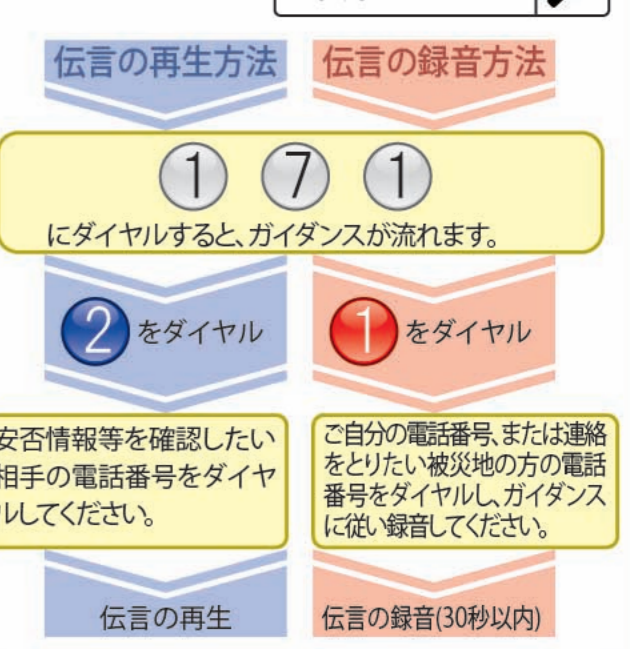 伝言の再生方法
伝言の録音方法
1 7 1
にダイヤルすると、ガイダンスが流れます。
2をダイヤル
1をダイヤル
安否情報等を確認したい
相手の電話番号をダイヤ
ルしてください。
ご自分の電話番号、または連絡
をとりたい被災地の方の電話
番号をダイヤルし、ガイダンス
に従い録音してください。
伝言の再生
伝言の録音(30秒以内)